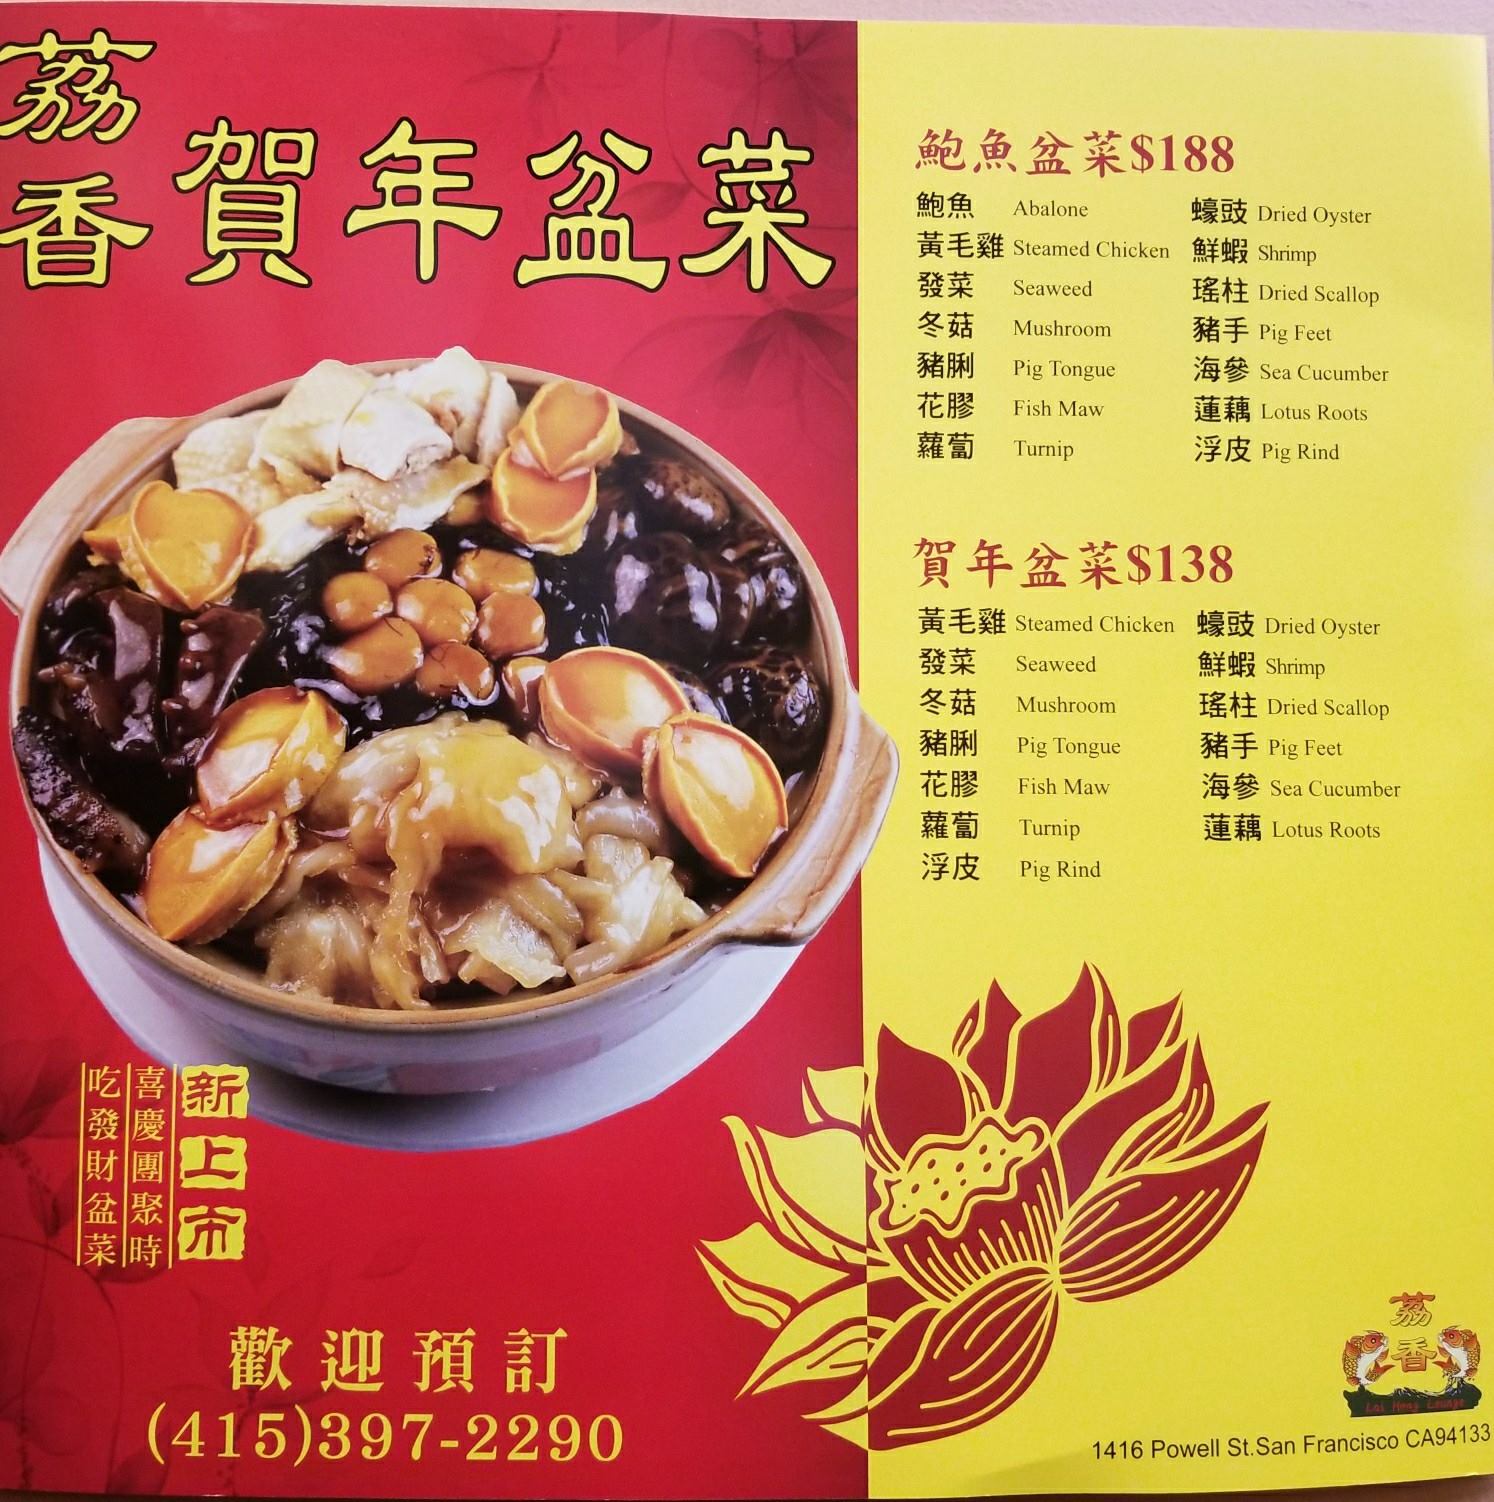 荔香
賀年盆菜
鮑魚盆菜$188
鮑魚 Abalone
黃毛雞 Steamed Chicken
發菜 Seaweed
冬菇 Mushroom
豬脷 Pig Tongue
花膠 Fish Maw
蘿蔔 Turnip
蠔豉 Dried Oyster
鮮蝦 Shrimp
瑤柱 Dried Scallop
豬手 Pig Feet
海參 Sea Cucumber
蓮藕 Lotus Roots
浮皮 Pig Rind
賀年盆菜$138
黃毛雞 Steamed Chicken
發菜 Seaweed
冬菇 Mushroom
豬脷 Pig Tongue
花膠 Fish Maw
蘿蔔 Turnip
浮皮 Pig Rind
蠔豉 Dried Oyster
鮮蝦 Shrimp
瑤柱 Dried Scallop
豬手 Pig Feet
海參 Sea Cucumber
蓮藕 Lotus Roots
新上市
喜慶團聚時
吃發財盆菜
歡迎預訂
(415)397-2290
荔
香
Lai Hong Lounge
1416 Powell St.San Francisco CA94133